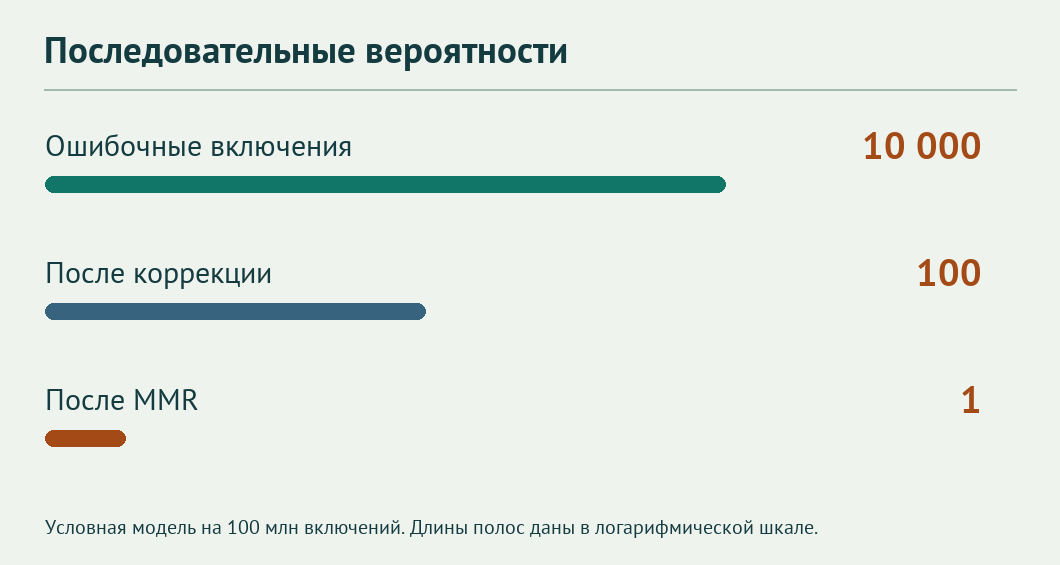 Последовательные вероятности
Ошибочные включения
10 000
После коррекции
100
После MMR
1
Условная модель на 100 млн включений. Длины полос даны в логарифмической шкале.